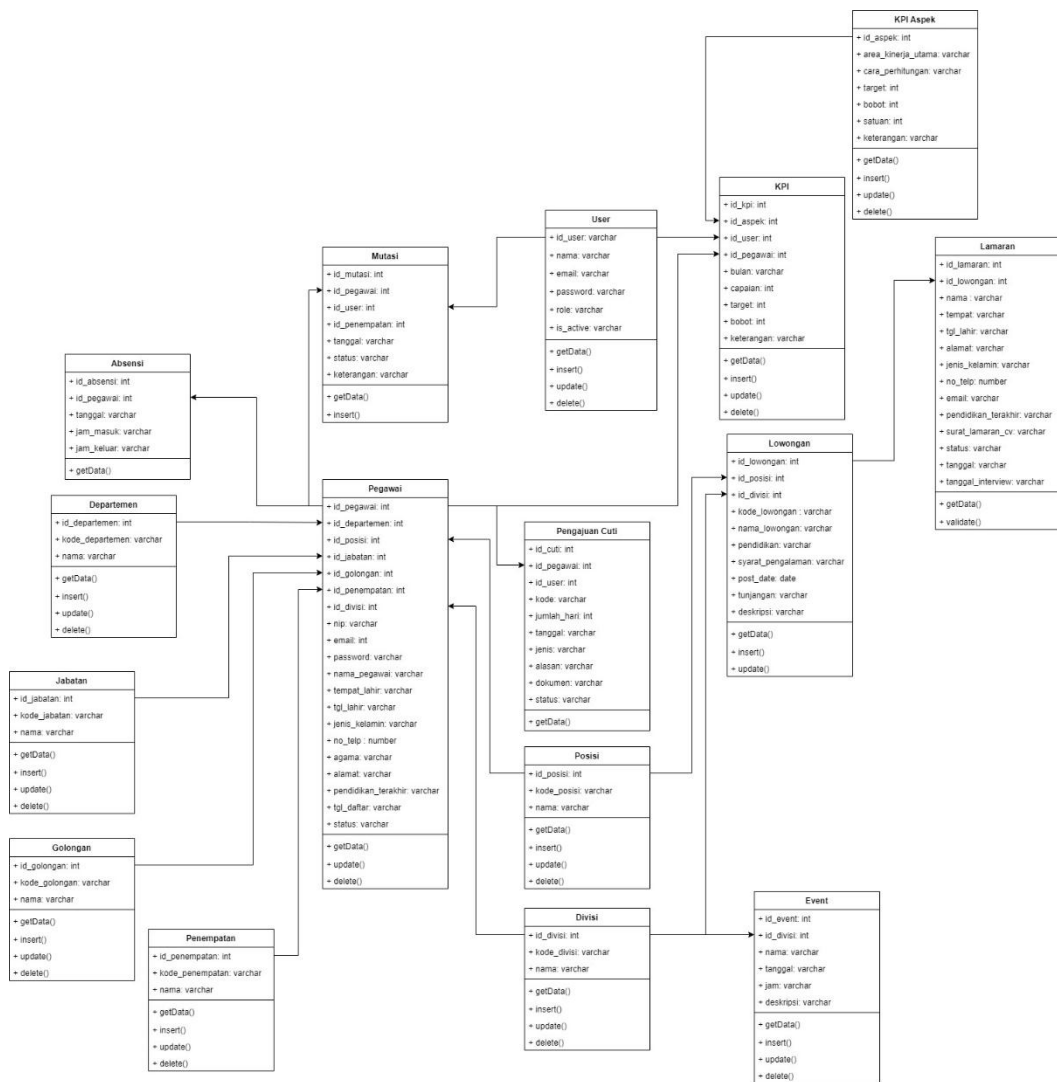 KPI Aspek
+ id_aspek: int
+ area_kinerja_utama: varchar
+ cara_perhitungan: varchar
+ target: int
+ bobot: int
+ satuan: int
+ keterangan: varchar
+ getData()
+ insert()
+ update()
+ delete()
KPI
+ id_kpi: int
+ id_aspek: int
+ id_user: int
+ id_pegawai: int
+ bulan: varchar
+ capaian: int
+ target: int
+ bobot: int
+ keterangan: varchar
+ getData()
+ insert()
+ update()
+ delete()
User
+ id_user: varchar
+ nama: varchar
+ email: varchar
+ password: varchar
+ role: varchar
+ is_active: varchar
+ getData()
+ insert()
+ update()
+ delete()
Mutasi
+ id_mutasi: int
+ id_pegawai: int
+ id_user: int
+ id_penempatan: int
+ tanggal: varchar
+ status: varchar
+ keterangan: varchar
+ getData()
+ insert()
Lamaran
+ id_lamaran: int
+ id_lowongan: int
+ nama : varchar
+ tempat: varchar
+ tgl_lahir: varchar
+ alamat: varchar
+ jenis_kelamin: varchar
+ no_telp: number
+ email: varchar
+ pendidikan_terakhir: varchar
+ surat_lamaran_cv: varchar
+ status: varchar
+ tanggal: varchar
+ tanggal_interview: varchar
+ getData()
+ validate()
Absensi
+ id_absensi: int
+ id_pegawai: int
+ tanggal: varchar
+ jam_masuk: varchar
+ jam_keluar: varchar
+ getData()
Lowongan
+ id_lowongan: int
+ id_posisi: int
+ id_divisi: int
+ kode_lowongan : varchar
+ nama_lowongan: varchar
+ pendidikan: varchar
+ syarat_pengalaman: varchar
+ post_date: date
+ tunjangan: varchar
+ deskripsi: varchar
+ getData()
+ insert()
+ update()
Pegawai
+ id_pegawai: int
+ id_departemen: int
+ id_posisi: int
+ id_jabatan: int
+ id_golongan: int
+ id_penempatan: int
+ id_divisi: int
+ nip: varchar
+ email: int
+ password: varchar
+ nama_pegawai: varchar
+ tempat_lahir: varchar
+ tgl_lahir: varchar
+ jenis_kelamin: varchar
+ no_telp : number
+ agama: varchar
+ alamat: varchar
+ pendidikan_terakhir: varchar
+ tgl_daftar: varchar
+ status: varchar
+ getData()
+ update()
+ delete()
Departemen
+ id_departemen: int
+ kode_departemen: varchar
+ nama: varchar
+ getData()
+ insert()
+ update()
+ delete()
Pengajuan Cuti
+ id_cuti: int
+ id_pegawai: int
+ id_user: int
+ kode: varchar
+ jumlah_hari: int
+ tanggal: varchar
+ jenis: varchar
+ alasan: varchar
+ dokumen: varchar
+ status: varchar
+ getData()
Jabatan
+ id_jabatan: int
+ kode_jabatan: varchar
+ nama: varchar
+ getData()
+ insert()
+ update()
+ delete()
Posisi
+ id_posisi: int
+ kode_posisi: varchar
+ nama: varchar
+ getData()
+ insert()
+ update()
+ delete()
Golongan
+ id_golongan: int
+ kode_golongan: varchar
+ nama: varchar
+ getData()
+ insert()
+ update()
+ delete()
Penempatan
+ id_penempatan: int
+ kode_penempatan: varchar
+ nama: varchar
+ getData()
+ insert()
+ update()
+ delete()
Divisi
+ id_divisi: int
+ kode_divisi: varchar
+ nama: varchar
+ getData()
+ insert()
+ update()
+ delete()
Event
+ id_event: int
+ id_divisi: int
+ nama: varchar
+ tanggal: varchar
+ jam: varchar
+ deskripsi: varchar
+ getData()
+ insert()
+ update()
+ delete()